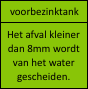 voorbezinktank
Het afval kleiner
dan 8mm wordt
van het water
gescheiden.